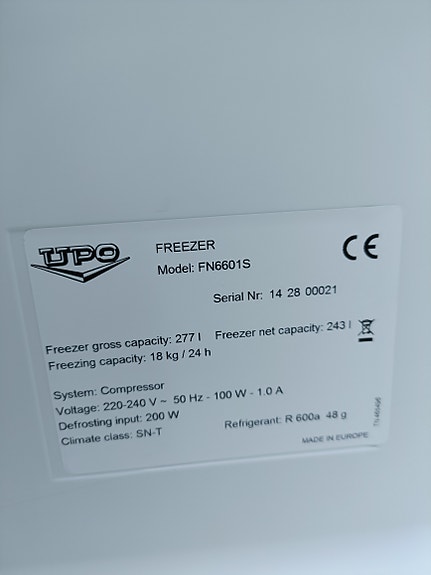 UPO
FREEZER
Model: FN6601S
CE
Serial Nr: 14 28 00021
Freezer gross capacity: 277 l Freezer net capacity: 243 l
Freezing capacity: 18 kg / 24 h
System: Compressor
Voltage: 220-240 V ~ 50 Hz - 100 W - 1.0 A
Defrosting input: 200 W
Refrigerant: R 600a 48 g
Climate class: SN-T
MADE IN EUROPE